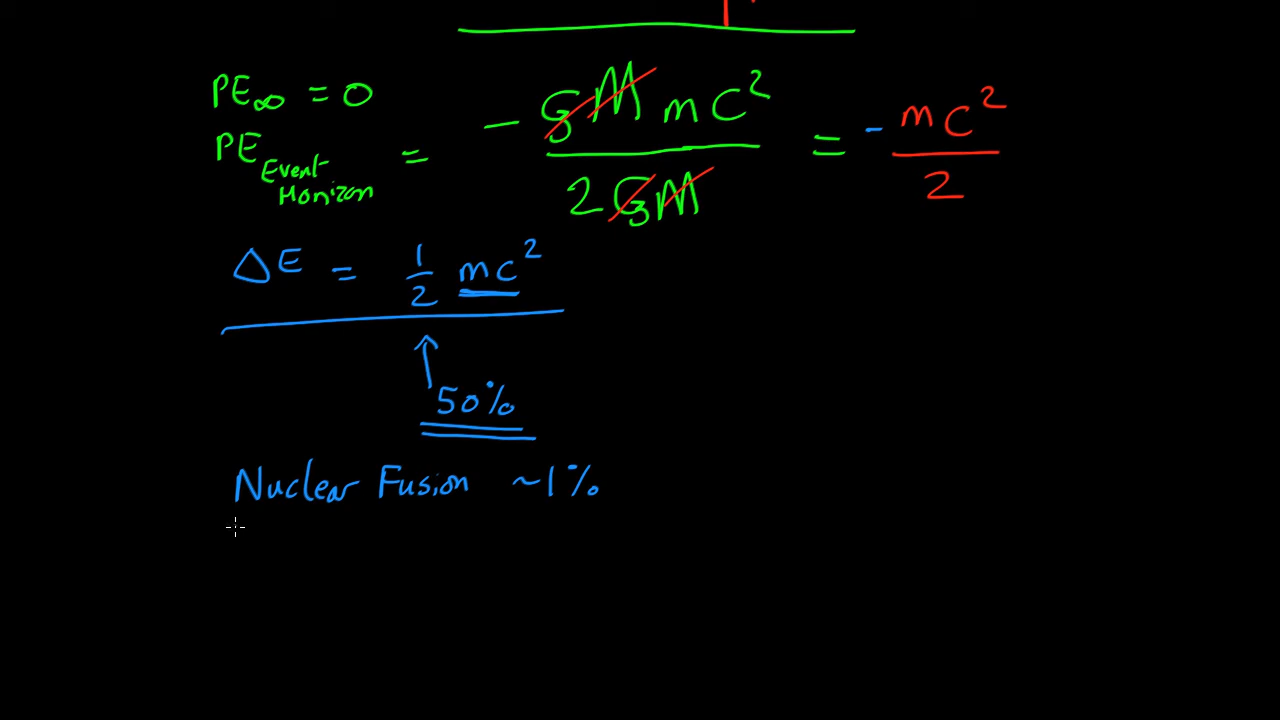 PE∞ = 0
PE Event Horizon = - GMmc² / 2GM = - mc² / 2
ΔE = 1/2 mc²
50%
Nuclear Fusion ~1%